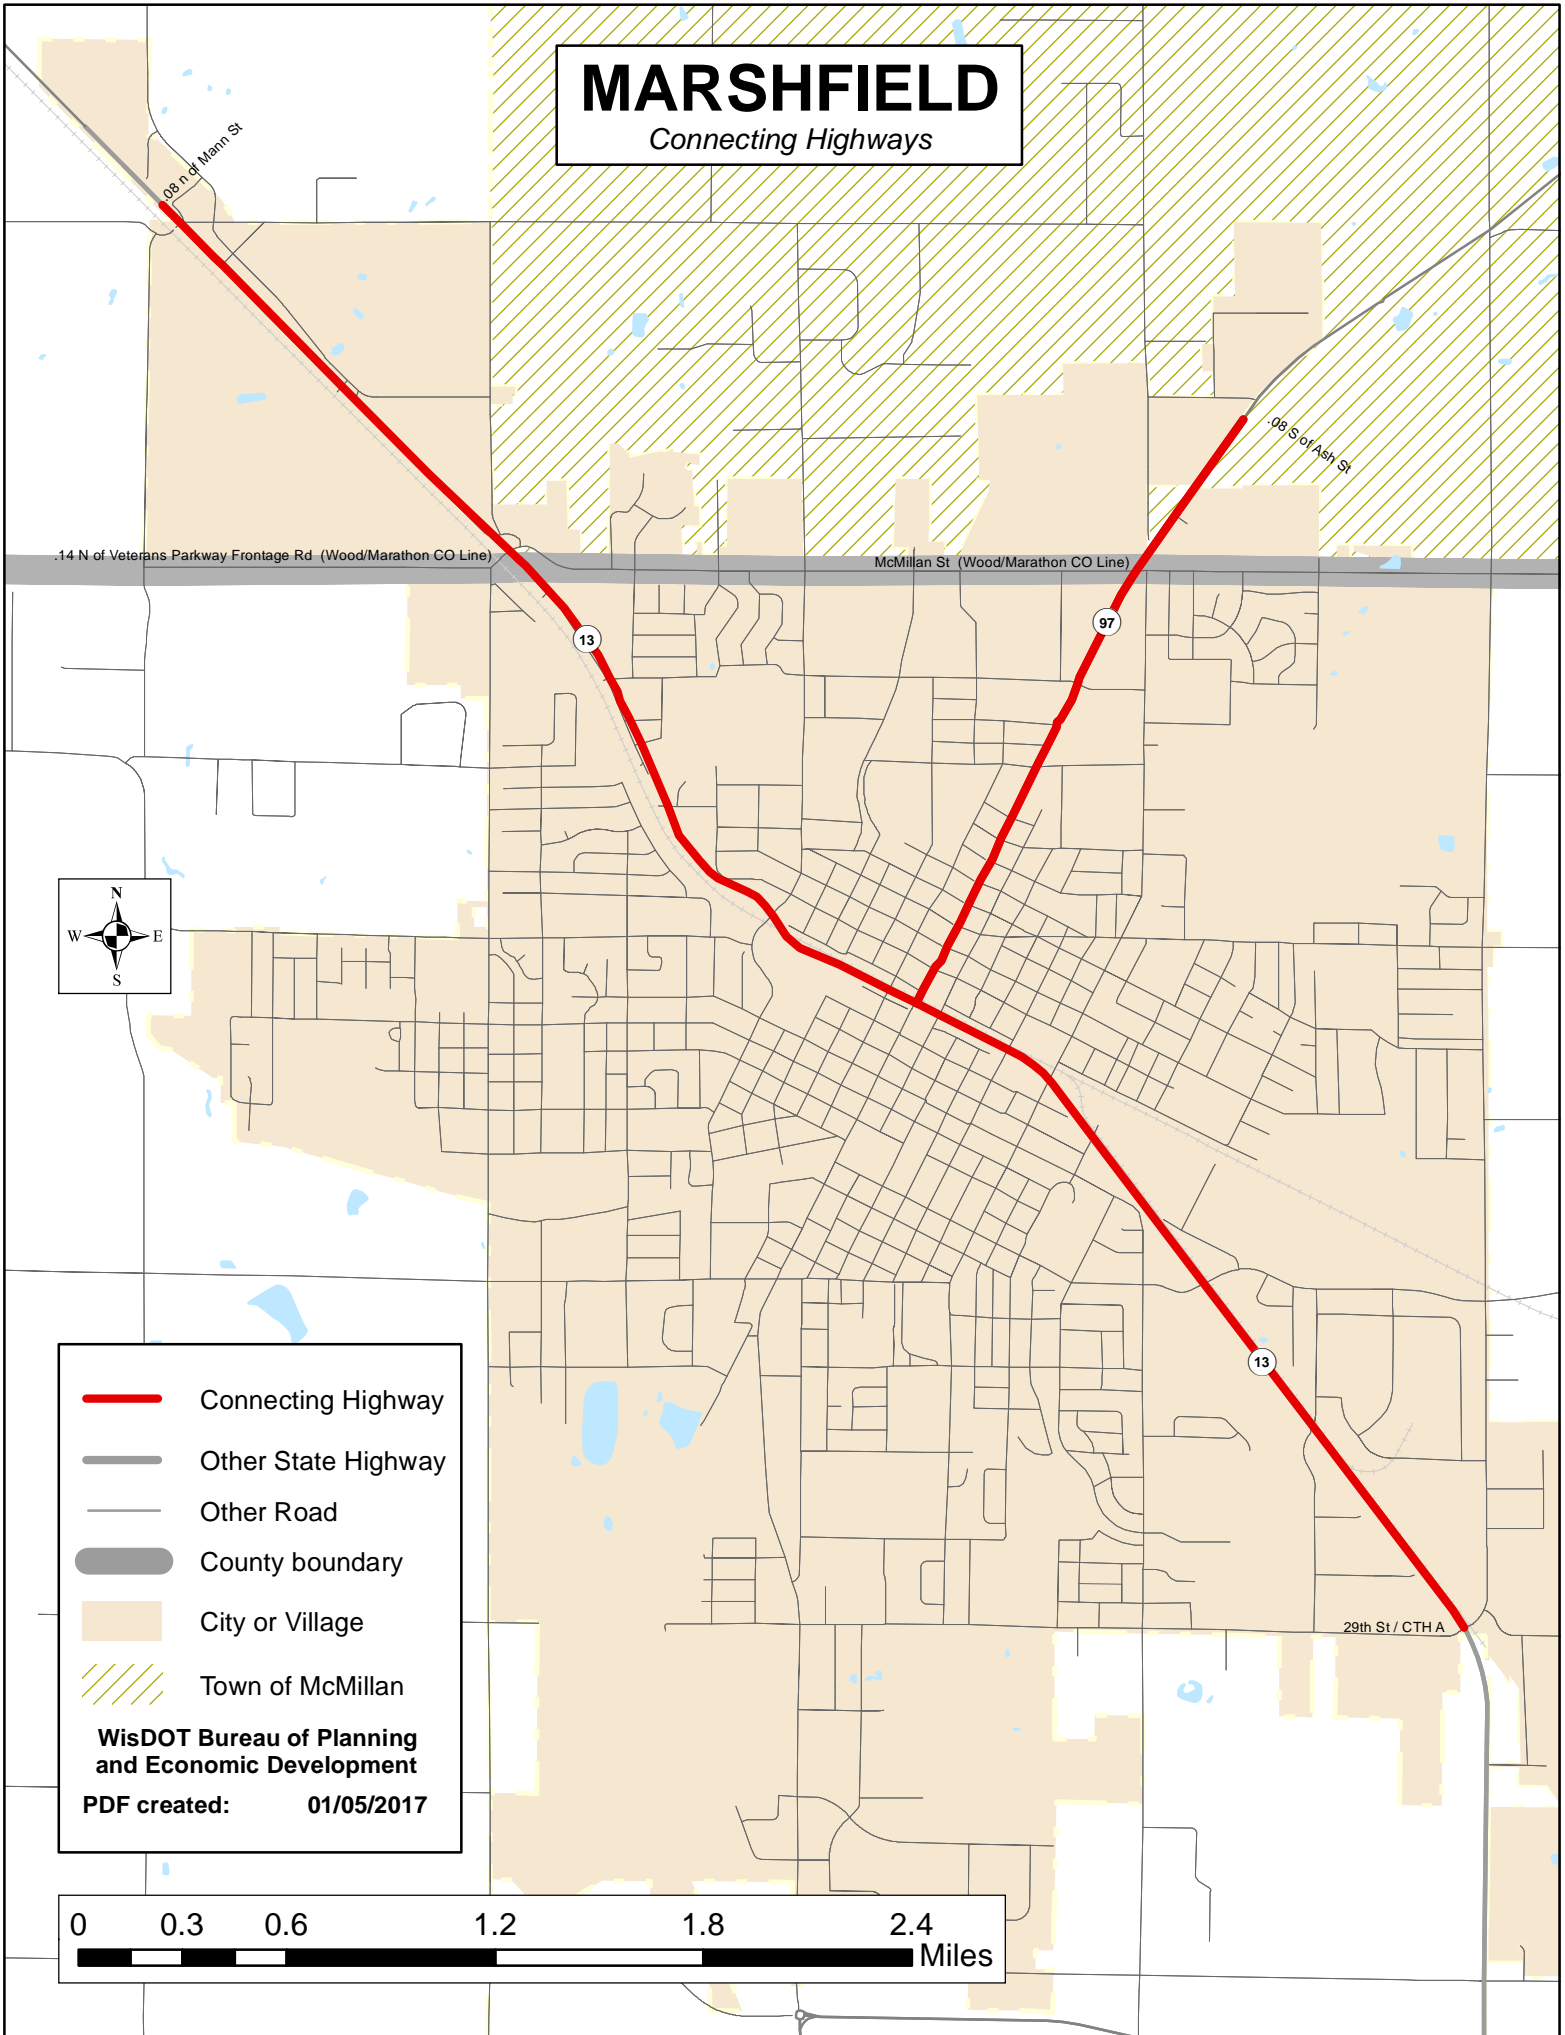 MARSHFIELD
Connecting Highways
.08 n of Mann St
.08 S of Ash St
.14 N of Veterans Parkway Frontage Rd (Wood/Marathon CO Line)
McMillan St (Wood/Marathon CO Line)
13
97
N
W E
S
13
Connecting Highway
Other State Highway
Other Road
County boundary
City or Village
Town of McMillan
WisDOT Bureau of Planning
and Economic Development
PDF created: 01/05/2017
29th St / CTH A
0 0.3 0.6 1.2 1.8 2.4
Miles